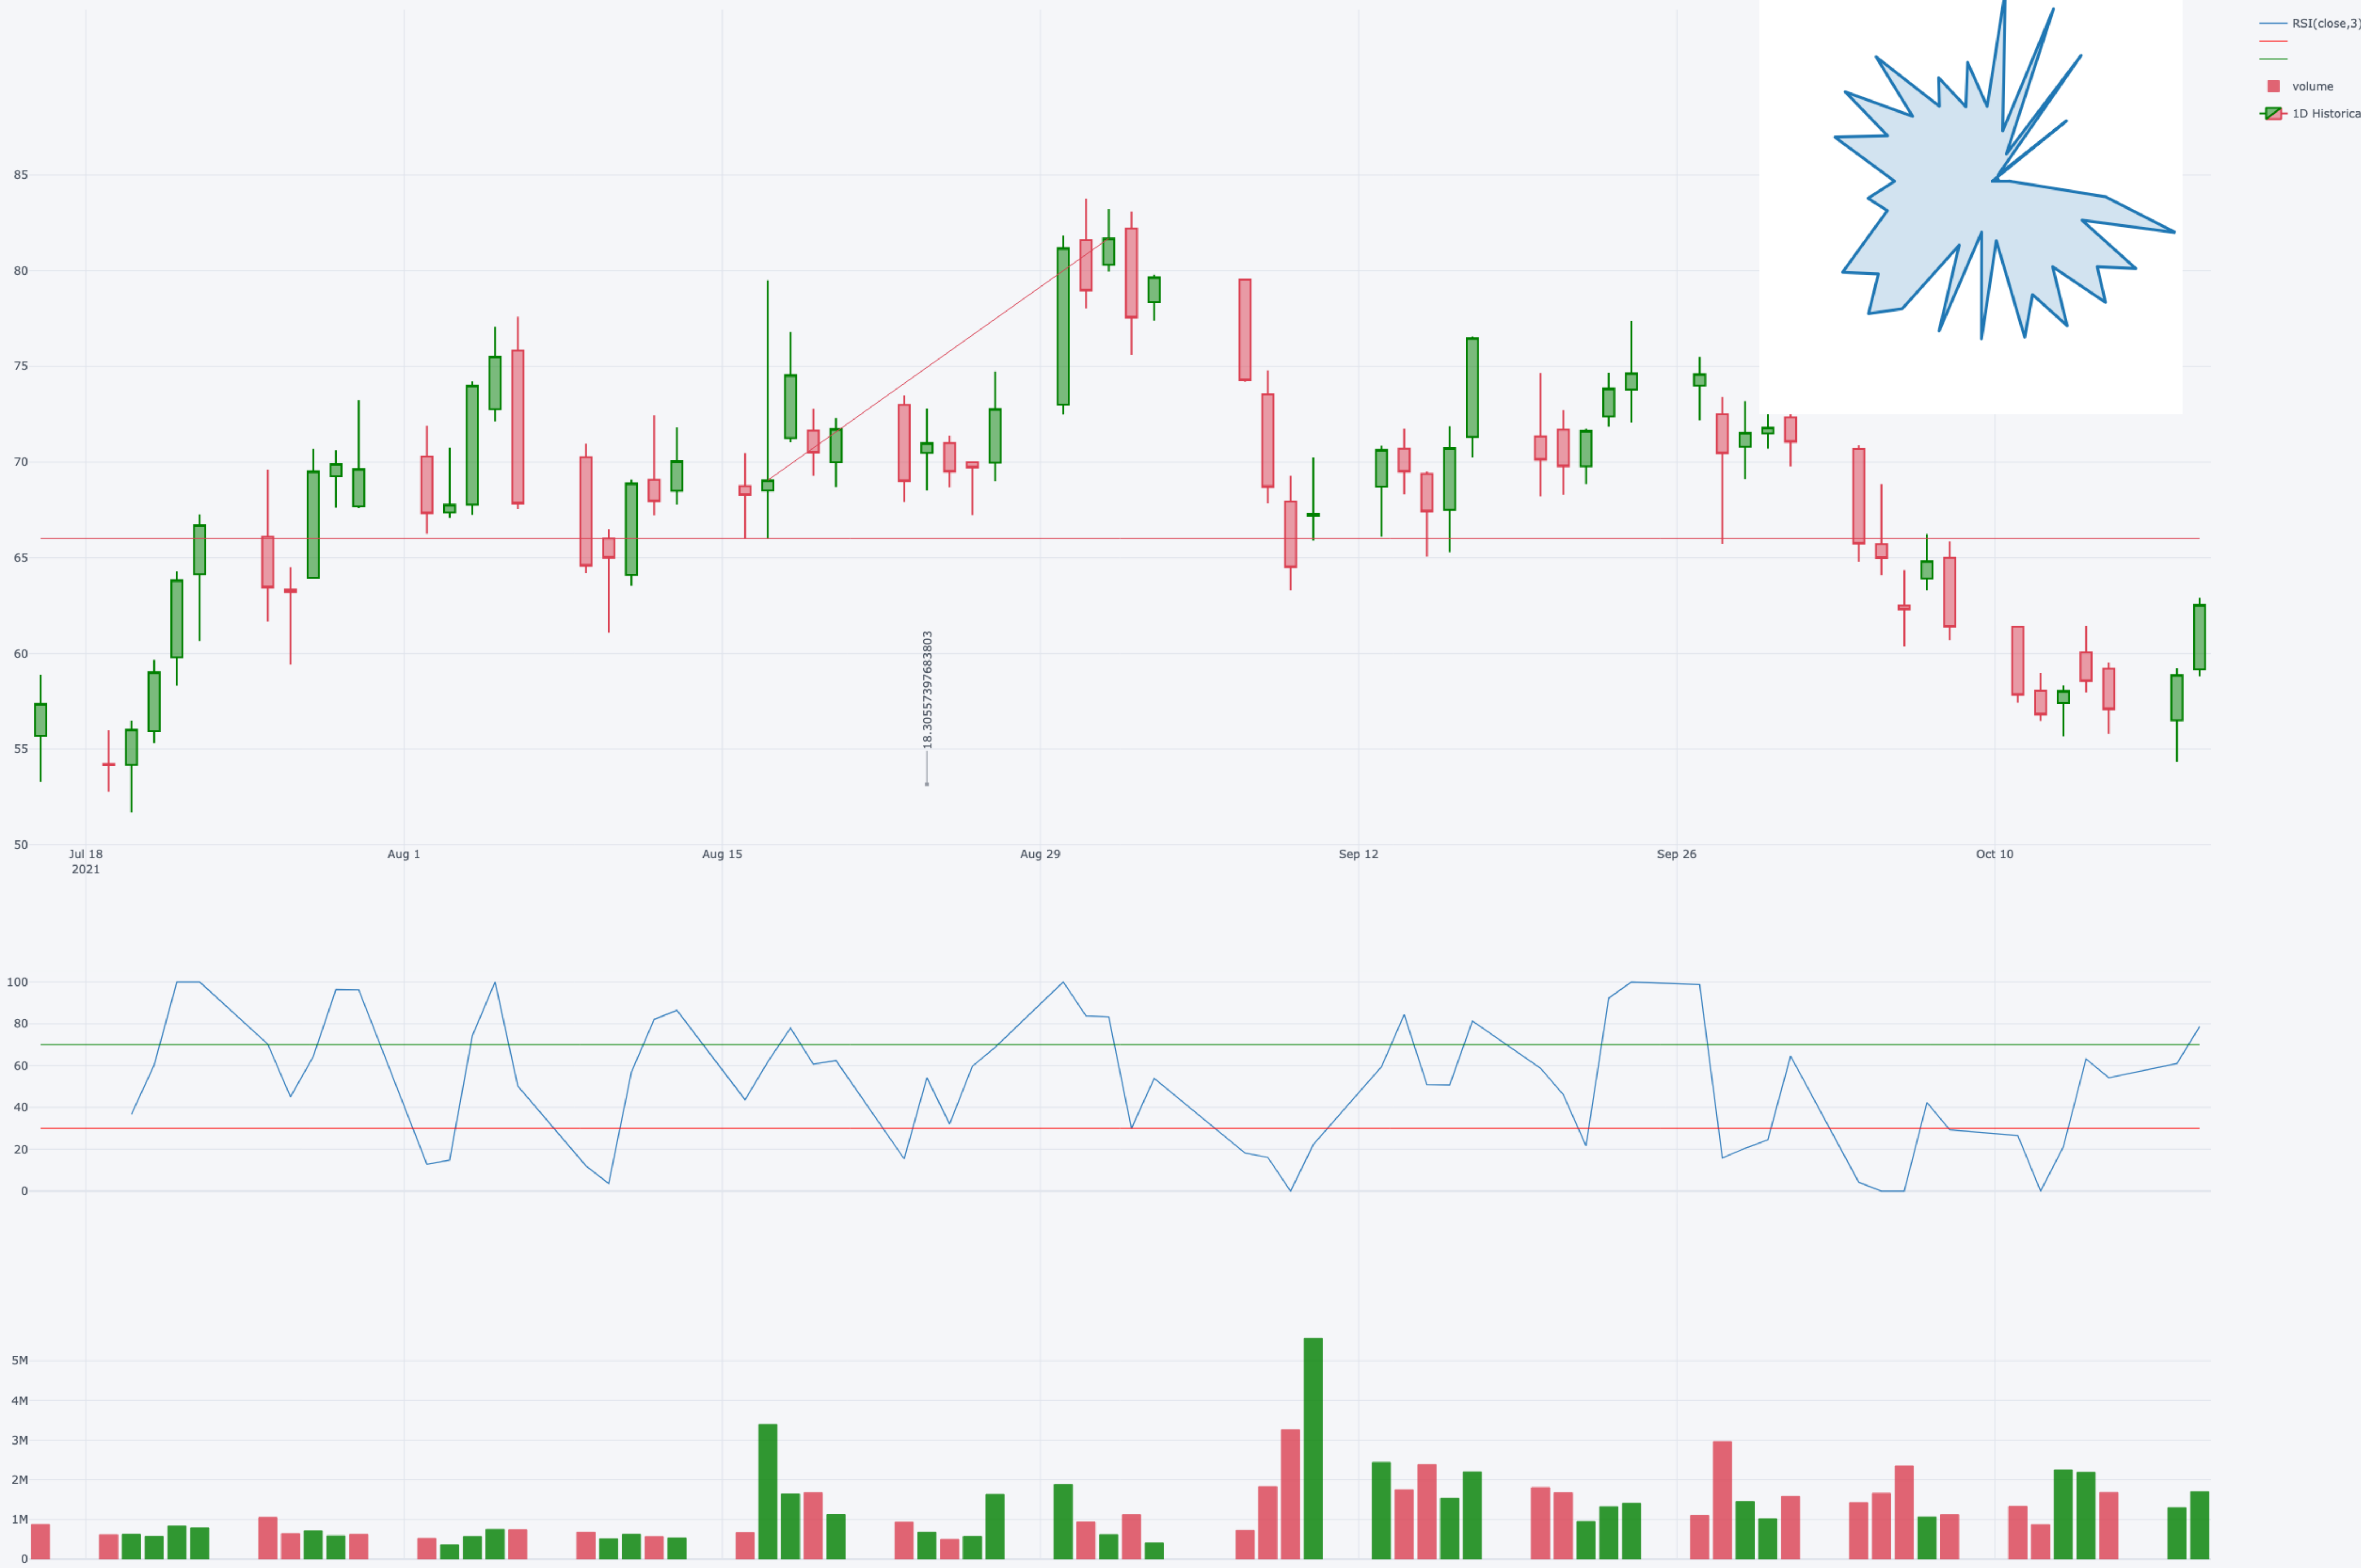 RSI(close,3)
volume
1D Historica
85
80
75
70
65
60
55
50
18.305573976838​03
Jul 18
2021
Aug 1
Aug 15
Aug 29
Sep 12
Sep 26
Oct 10
100
80
60
40
20
0
5M
4M
3M
2M
1M
0